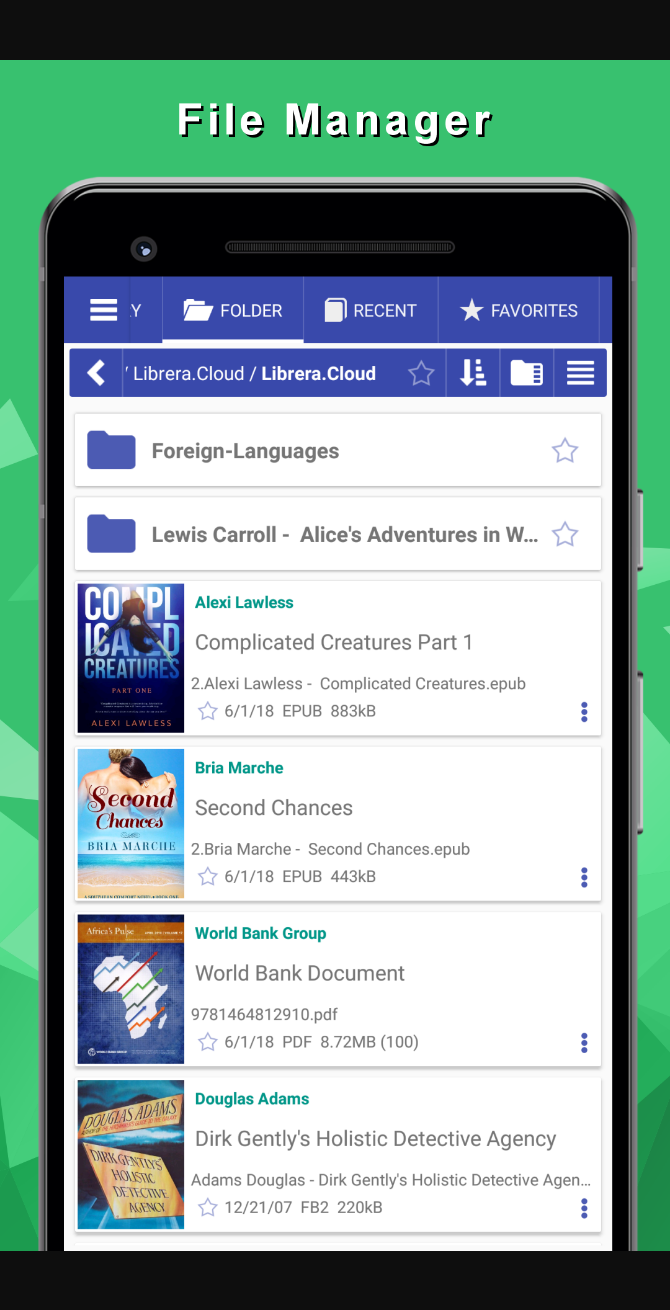 File Manager
Y FOLDER RECENT FAVORITES
/ Librera.Cloud / Librera.Cloud
Foreign-Languages
Lewis Carroll - Alice's Adventures in W...
COMPL
ICATED
CREATURES
PART ONE
ALEXI LAWLESS
Alexi Lawless
Complicated Creatures Part 1
2.Alexi Lawless - Complicated Creatures.epub
6/1/18 EPUB 883kB
Second
Chances
BRIA MARCHE
Bria Marche
Second Chances
2.Bria Marche - Second Chances.epub
6/1/18 EPUB 443kB
Africa's Pulse
World Bank Group
World Bank Document
9781464812910.pdf
6/1/18 PDF 8.72MB (100)
DOUGLAS ADAMS
DIRK GENTLY'S
HOLISTIC
DETECTIVE
AGENCY
Douglas Adams
Dirk Gently's Holistic Detective Agency
Adams Douglas - Dirk Gently's Holistic Detective Agen...
12/21/07 FB2 220kB